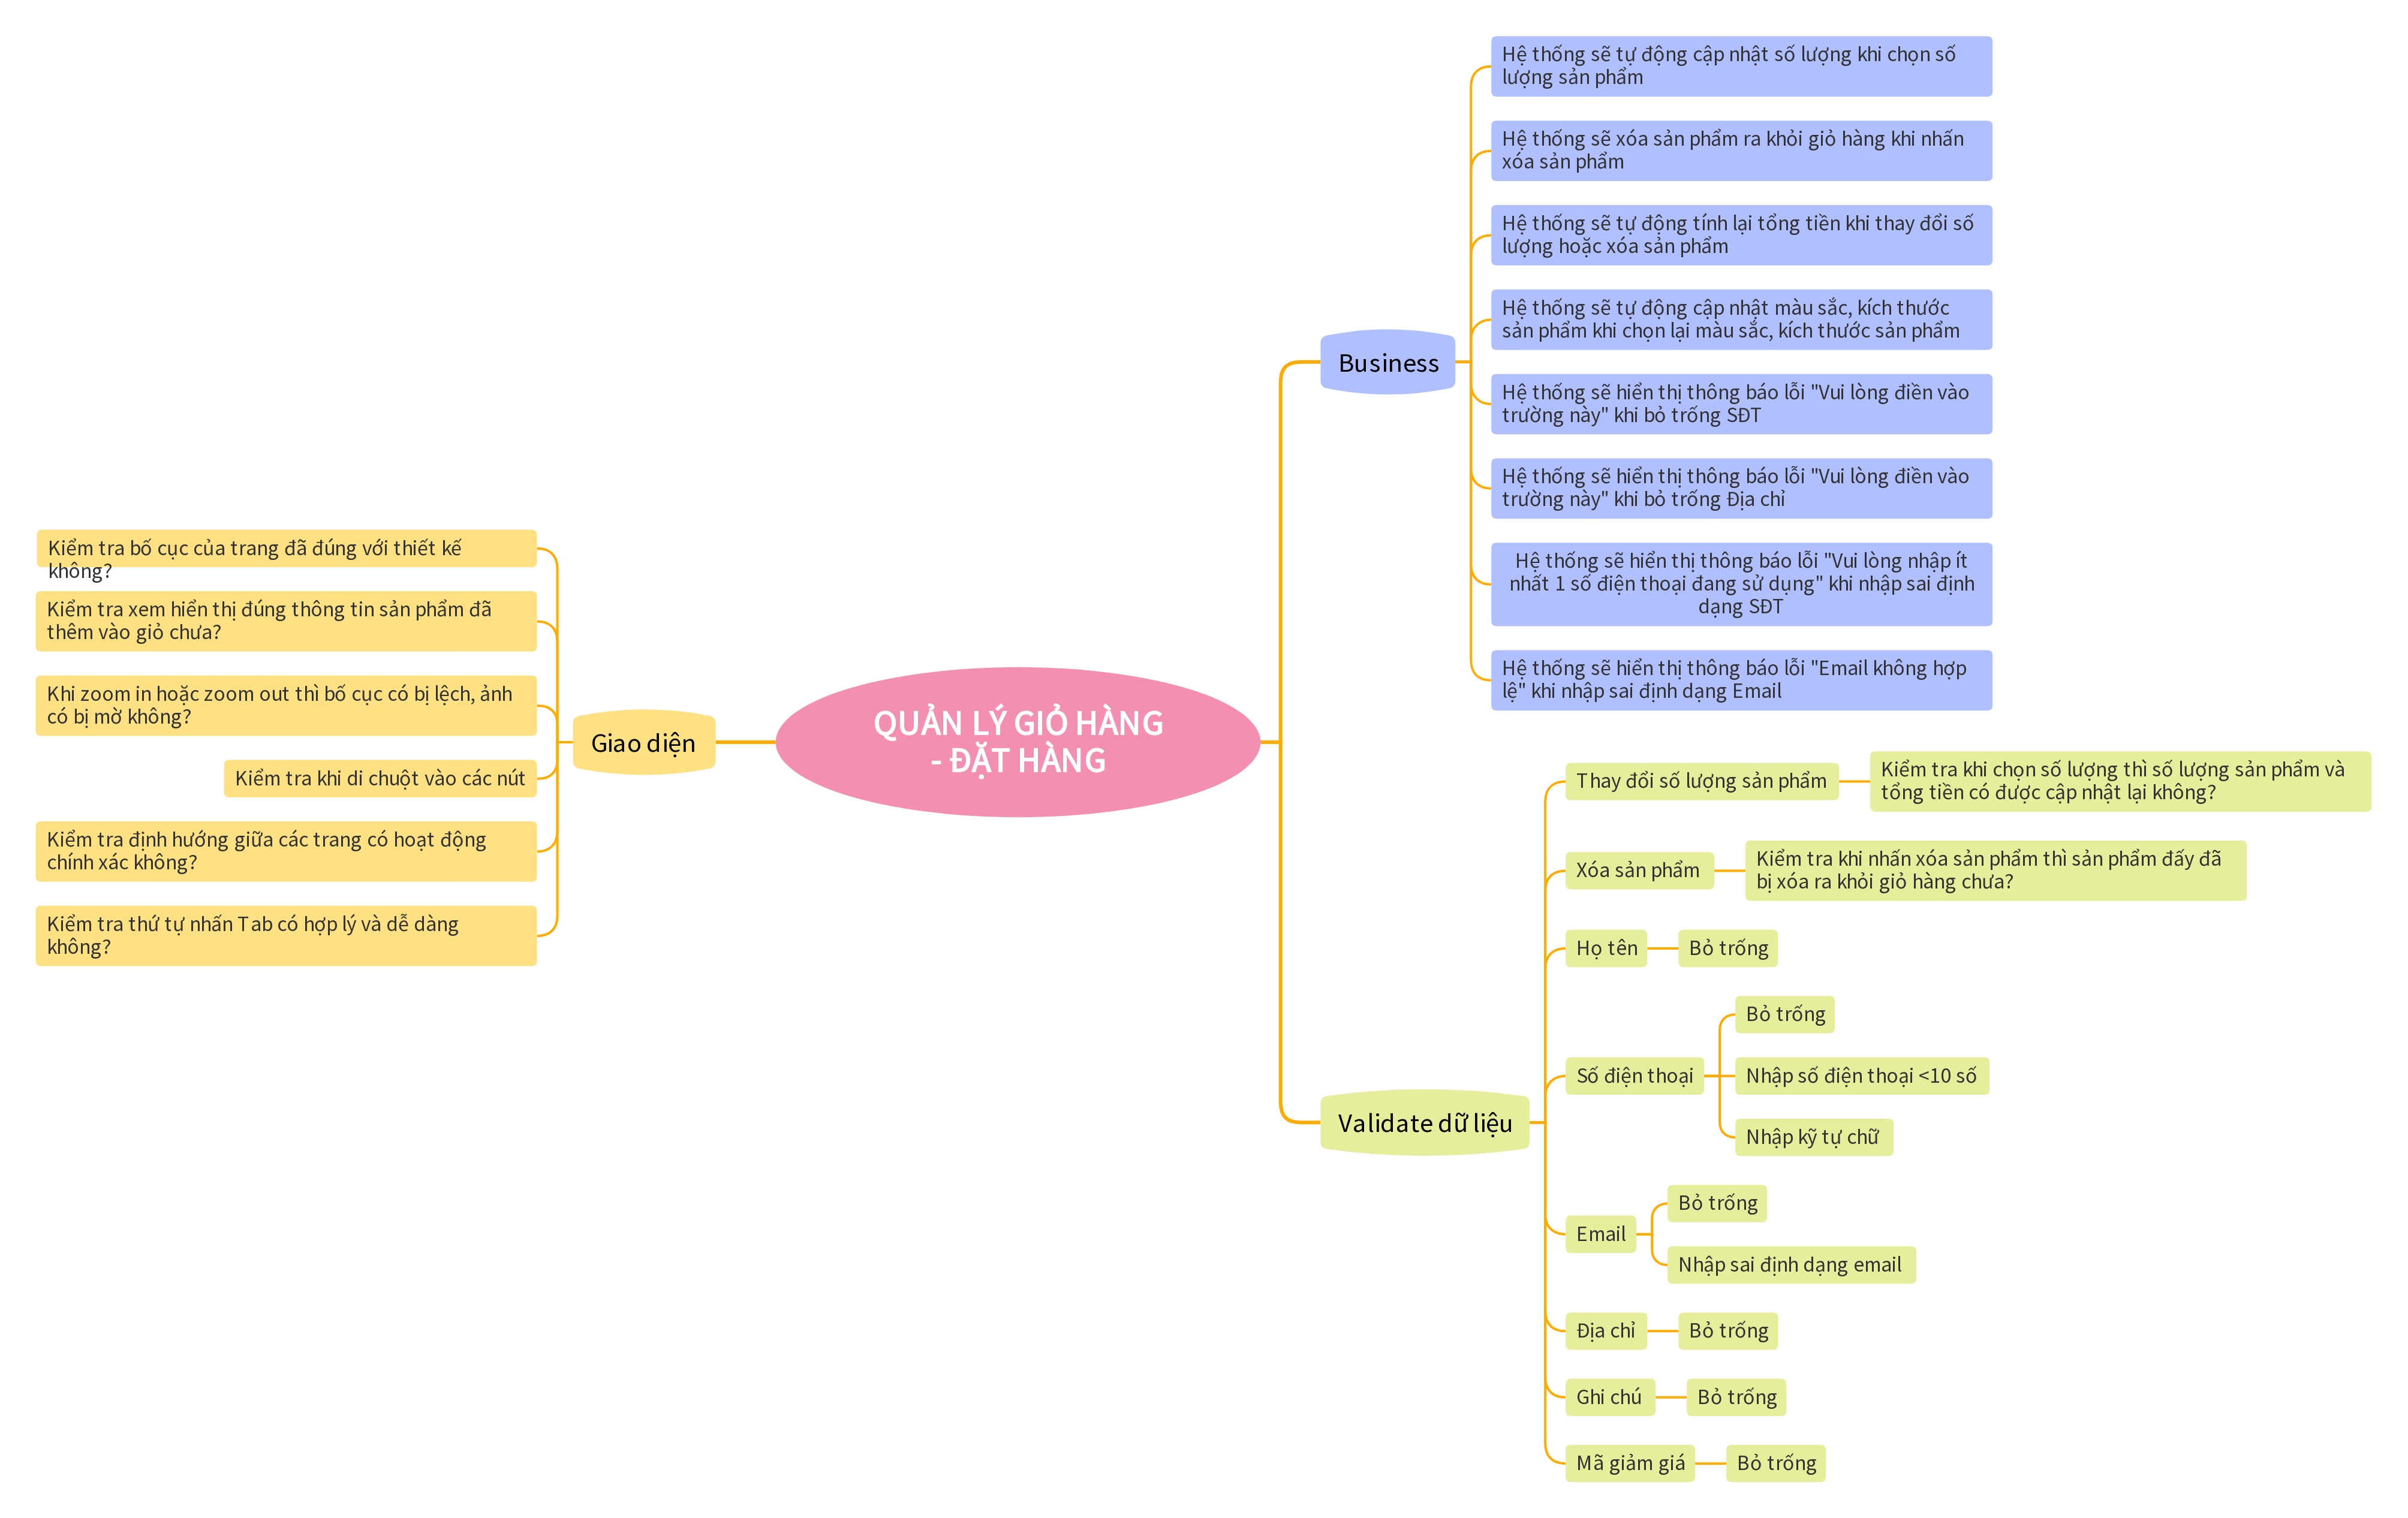 QUẢN LÝ GIỎ HÀNG
- ĐẶT HÀNG
Giao diện
Kiểm tra bố cục của trang đã đúng với thiết kế
không?
Kiểm tra xem hiển thị đúng thông tin sản phẩm đã
thêm vào giỏ chưa?
Khi zoom in hoặc zoom out thì bố cục có bị lệch, ảnh
có bị mờ không?
Kiểm tra khi di chuột vào các nút
Kiểm tra định hướng giữa các trang có hoạt động
chính xác không?
Kiểm tra thứ tự nhấn Tab có hợp lý và dễ dàng
không?
Business
Hệ thống sẽ tự động cập nhật số lượng khi chọn số
lượng sản phẩm
Hệ thống sẽ xóa sản phẩm ra khỏi giỏ hàng khi nhấn
xóa sản phẩm
Hệ thống sẽ tự động tính lại tổng tiền khi thay đổi số
lượng hoặc xóa sản phẩm
Hệ thống sẽ tự động cập nhật màu sắc, kích thước
sản phẩm khi chọn lại màu sắc, kích thước sản phẩm
Hệ thống sẽ hiển thị thông báo lỗi "Vui lòng điền vào
trường này" khi bỏ trống SĐT
Hệ thống sẽ hiển thị thông báo lỗi "Vui lòng điền vào
trường này" khi bỏ trống Địa chỉ
Hệ thống sẽ hiển thị thông báo lỗi "Vui lòng nhập ít
nhất 1 số điện thoại đang sử dụng" khi nhập sai định
dạng SĐT
Hệ thống sẽ hiển thị thông báo lỗi "Email không hợp
lệ" khi nhập sai định dạng Email
Validate dữ liệu
Thay đổi số lượng sản phẩm
Kiểm tra khi chọn số lượng thì số lượng sản phẩm và
tổng tiền có được cập nhật lại không?
Xóa sản phẩm
Kiểm tra khi nhấn xóa sản phẩm thì sản phẩm đấy đã
bị xóa ra khỏi giỏ hàng chưa?
Họ tên
Bỏ trống
Số điện thoại
Bỏ trống
Nhập số điện thoại <10 số
Nhập kỹ tự chữ
Email
Bỏ trống
Nhập sai định dạng email
Địa chỉ
Bỏ trống
Ghi chú
Bỏ trống
Mã giảm giá
Bỏ trống